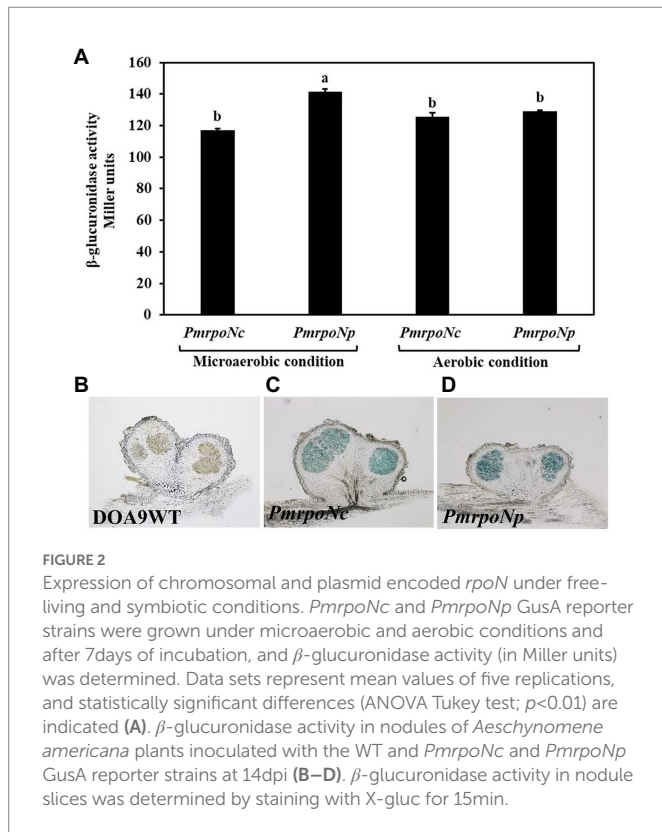 A
β-glucuronidase activity
Miller units
160
140
120
100
80
60
40
20
0
b
a
b
b
PmrpoNc
PmrpoNp
PmrpoNc
PmrpoNp
Microaerobic condition
Aerobic condition
B
C
D
DOA9WT
PmrpoNc
PmrpoNp
FIGURE 2
Expression of chromosomal and plasmid encoded rpoN under free-
living and symbiotic conditions. PmrpoNc and PmrpoNp GusA reporter
strains were grown under microaerobic and aerobic conditions and
after 7days of incubation, and β-glucuronidase activity (in Miller units)
was determined. Data sets represent mean values of five replications,
and statistically significant differences (ANOVA Tukey test; p<0.01) are
indicated (A). β-glucuronidase activity in nodules of Aeschynomene
americana plants inoculated with the WT and PmrpoNc and PmrpoNp
GusA reporter strains at 14dpi (B–D). β-glucuronidase activity in nodule
slices was determined by staining with X-gluc for 15min.